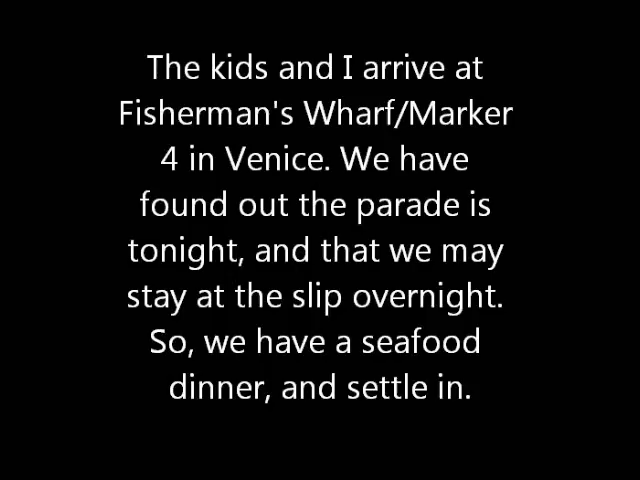 The kids and I arrive at
Fisherman's Wharf/Marker
4 in Venice. We have
found out the parade is
tonight, and that we may
stay at the slip overnight.
So, we have a seafood
dinner, and settle in.